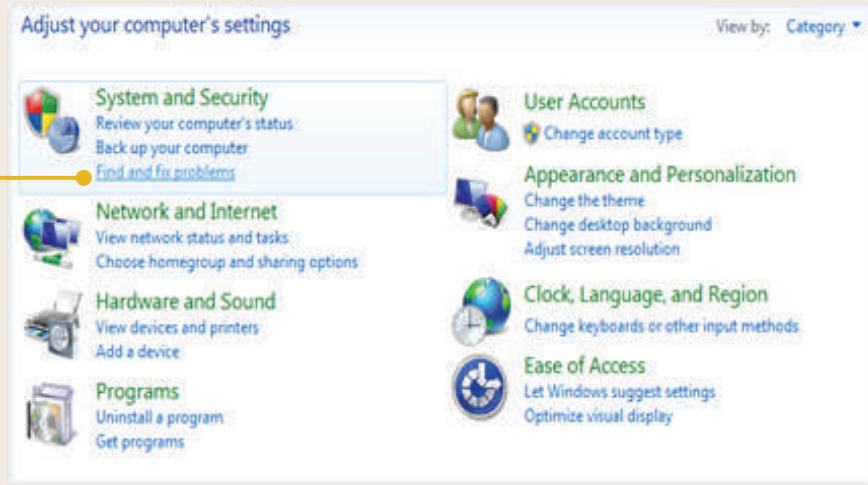 Adjust your computer's settings
View by: Category
System and Security
Review your computer's status
Back up your computer
Find and fix problems
Network and Internet
View network status and tasks
Choose homegroup and sharing options
Hardware and Sound
View devices and printers
Add a device
Programs
Uninstall a program
Get programs
User Accounts
Change account type
Appearance and Personalization
Change the theme
Change desktop background
Adjust screen resolution
Clock, Language, and Region
Change keyboards or other input methods
Ease of Access
Let Windows suggest settings
Optimize visual display